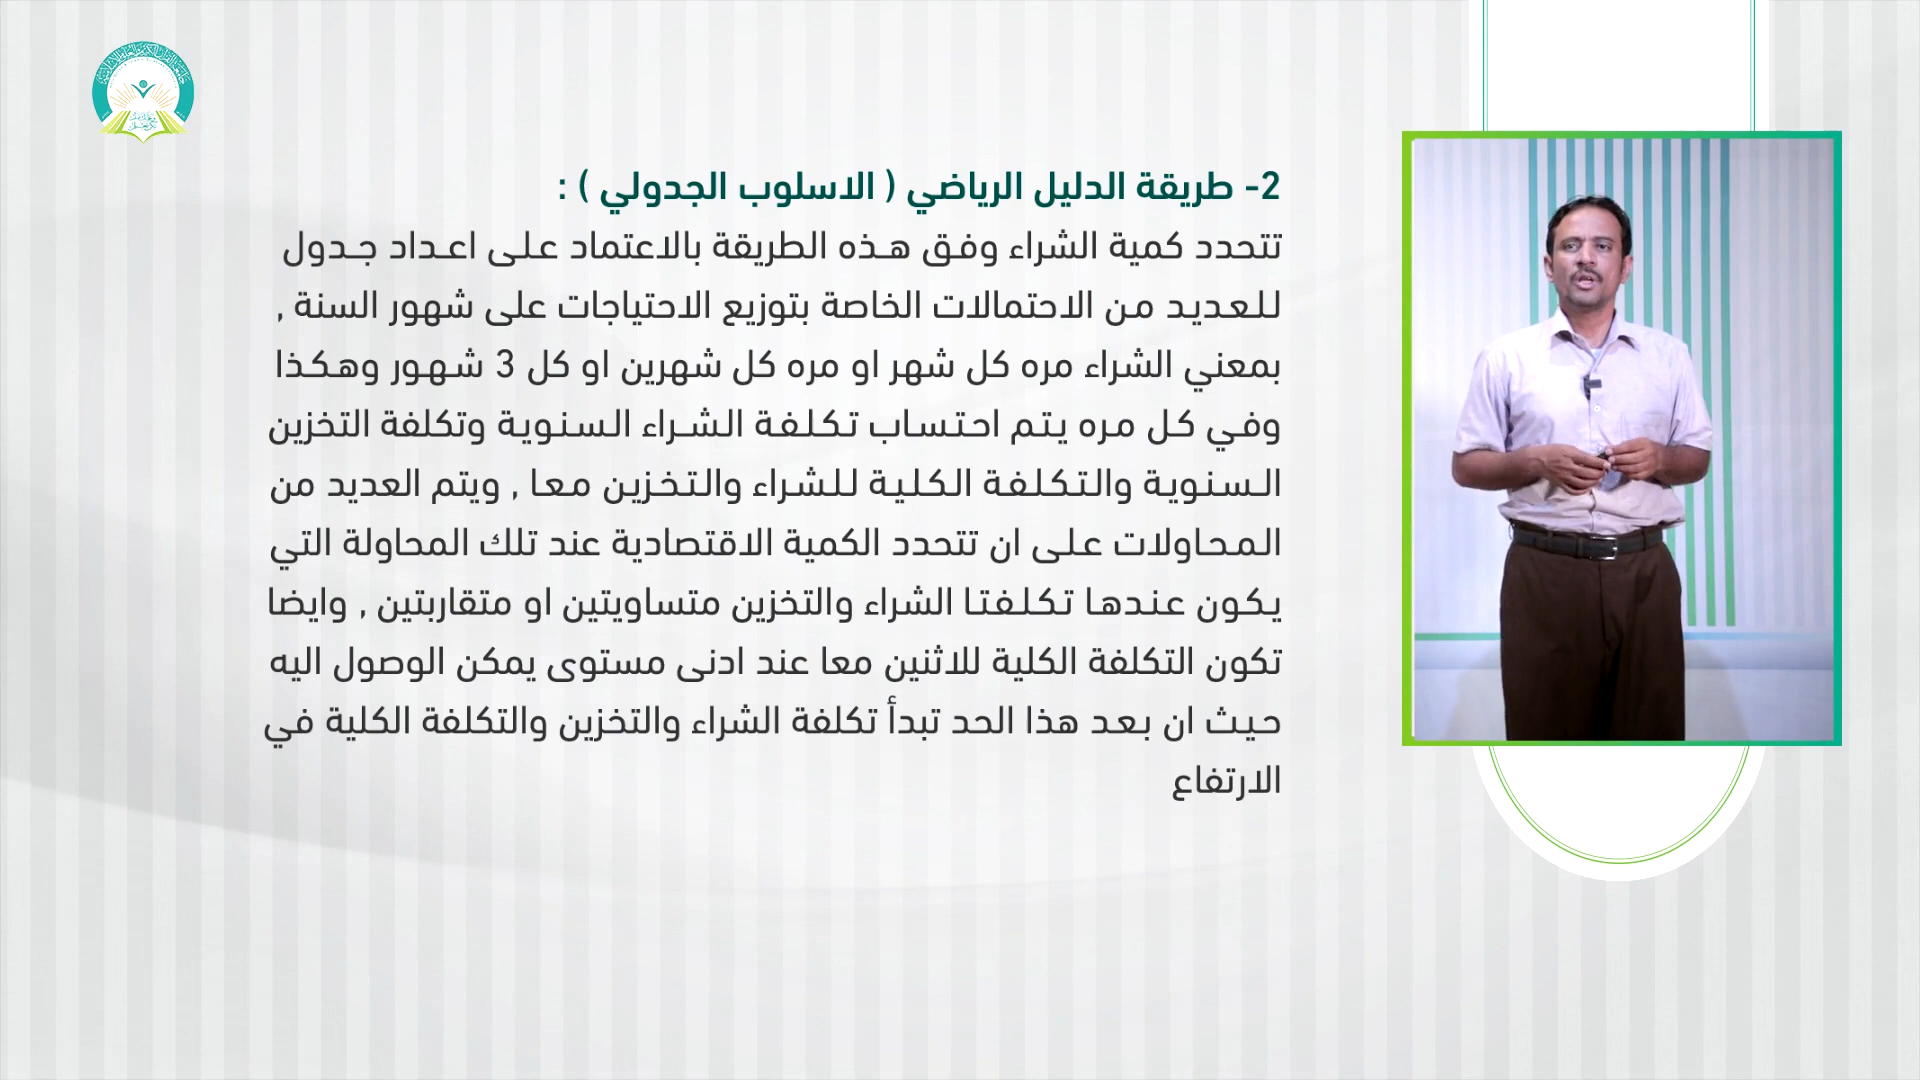 2- طريقة الدليل الرياضي ( الاسلوب الجدولي ) :
تتحدد كمية الشراء وفق هذه الطريقة بالاعتماد على اعداد جدول
للعديد من الاحتمالات الخاصة بتوزيع الاحتياجات على شهور السنة ,
بمعني الشراء مره كل شهر او مره كل شهرين او كل 3 شهور وهكذا
وفي كل مره يتم احتساب تكلفة الشراء السنوية وتكلفة التخزين
السنوية والتكلفة الكلية للشراء والتخزين معا , ويتم العديد من
المحاولات على ان تتحدد الكمية الاقتصادية عند تلك المحاولة التي
يكون عندها تكلفتا الشراء والتخزين متساويتين او متقاربتين , وايضا
تكون التكلفة الكلية للاثنين معا عند ادنى مستوى يمكن الوصول اليه
حيث ان بعد هذا الحد تبدأ تكلفة الشراء والتخزين والتكلفة الكلية في
الارتفاع